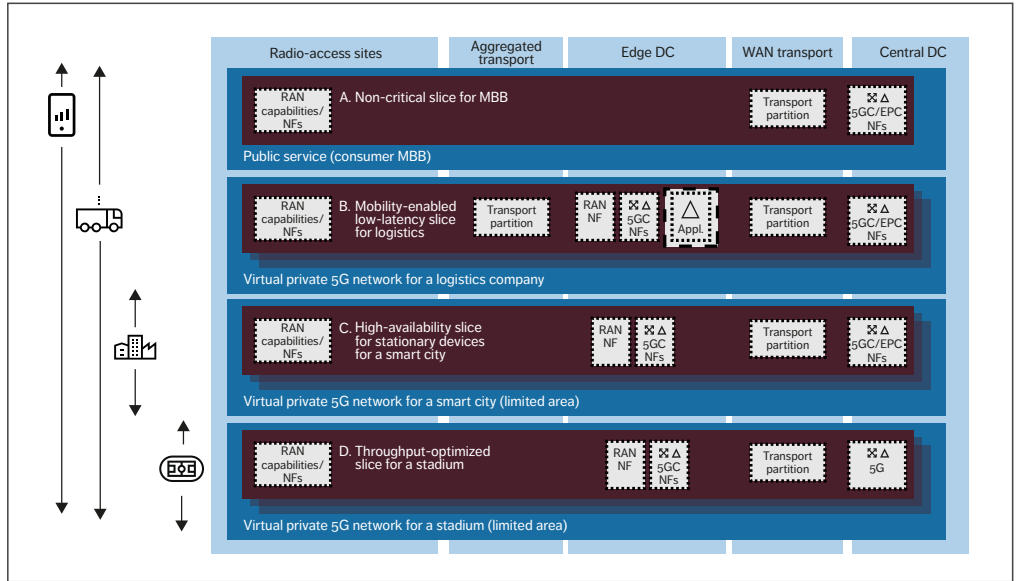 Radio-access sites
Aggregated
transport
Edge DC
WAN transport
Central DC
RAN
capabilities/
NFs
A. Non-critical slice for MBB
Transport
partition
5GC/EPC
NFs
Public service (consumer MBB)
RAN
capabilities/
NFs
B. Mobility-enabled
low-latency slice
for logistics
Transport
partition
RAN
NF
5GC
NFs
Appl.
Transport
partition
5GC/EPC
NFs
Virtual private 5G network for a logistics company
RAN
capabilities/
NFs
C. High-availability slice
for stationary devices
for a smart city
RAN
NF
5GC
NFs
Transport
partition
5GC/EPC
NFs
Virtual private 5G network for a smart city (limited area)
RAN
capabilities/
NFs
D. Throughput-optimized
slice for a stadium
RAN
NF
5GC
NFs
Transport
partition
5G
Virtual private 5G network for a stadium (limited area)